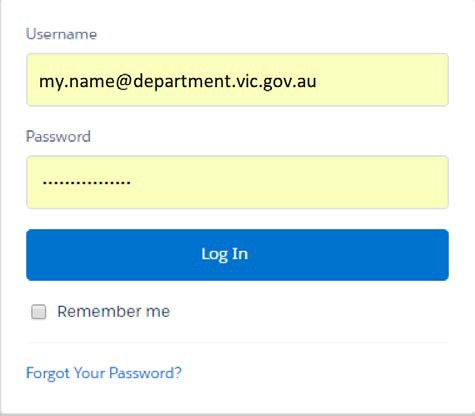 Username
my.name@department.vic.gov.au
Password
................
Log In
Remember me
Forgot Your Password?